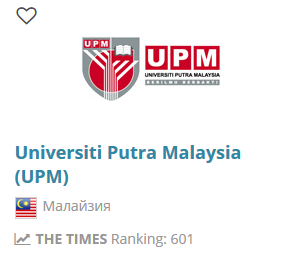 UPM
UPM
UNIVERSITI PUTRA MALAYSIA
BERILMU BERBAKTI
Universiti Putra Malaysia
(UPM)
Малайзия
THE TIMES Ranking: 601